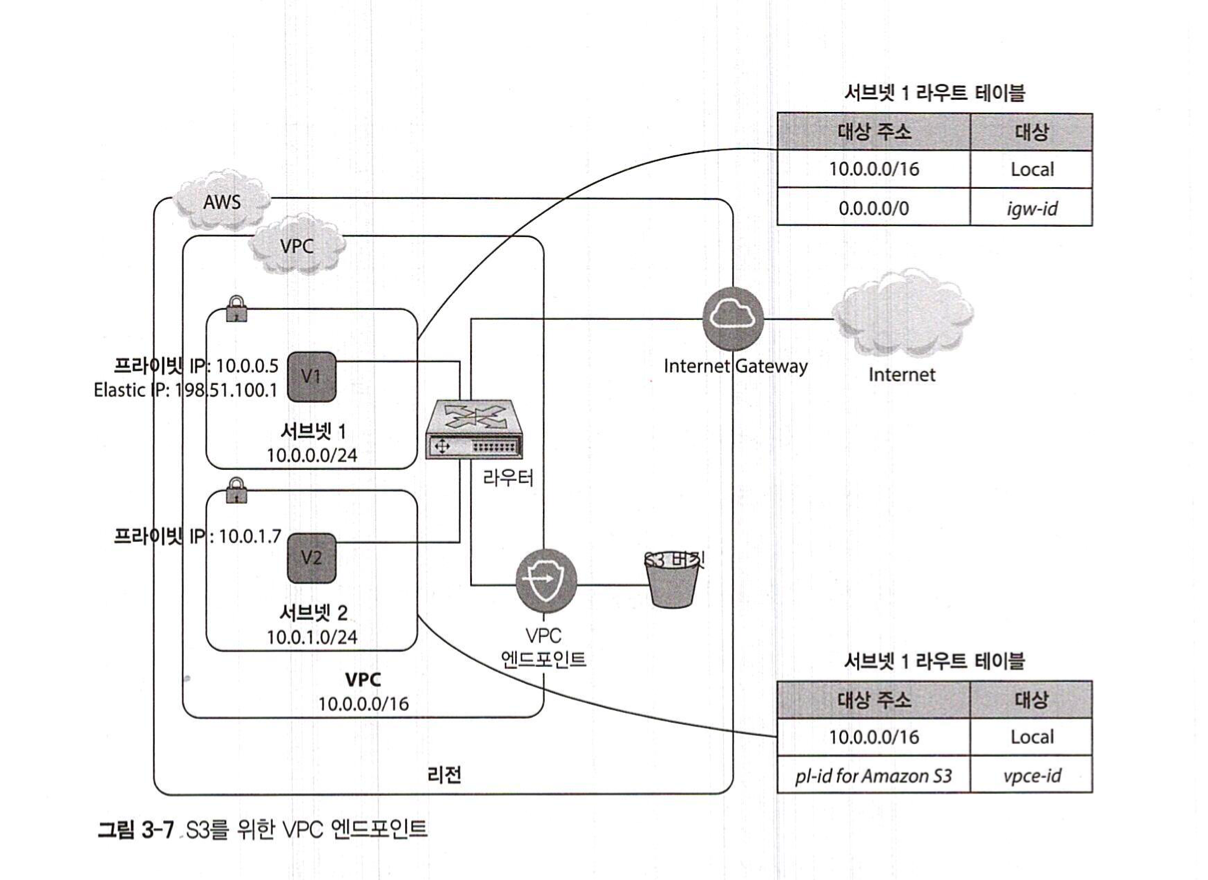 서브넷 1 라우트 테이블
대상 주소 대상
10.0.0.0/16 Local
0.0.0.0/0 igw-id
AWS
VPC
프라이빗 IP: 10.0.0.5
Elastic IP: 198.51.100.1
V1
서브넷 1
10.0.0.0/24
라우터
Internet Gateway
Internet
프라이빗 IP: 10.0.1.7
V2
서브넷 2
10.0.1.0/24
S3 버킷
VPC
엔드포인트
VPC
10.0.0.0/16
서브넷 1 라우트 테이블
대상 주소 대상
10.0.0.0/16 Local
pl-id for Amazon S3 vpce-id
리전
그림 3-7 S3를 위한 VPC 엔드포인트